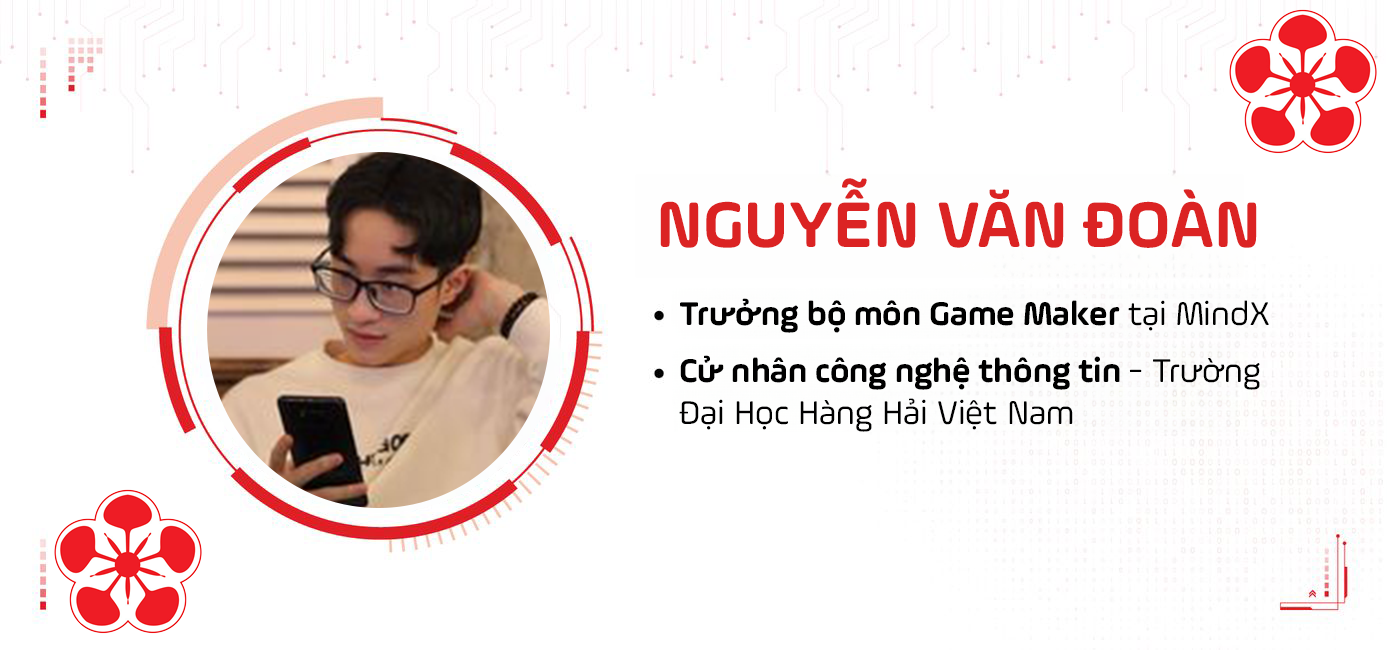 NGUYỄN VĂN ĐOÀN
• Trưởng bộ môn Game Maker tại MindX
• Cử nhân công nghệ thông tin - Trường
Đại Học Hàng Hải Việt Nam